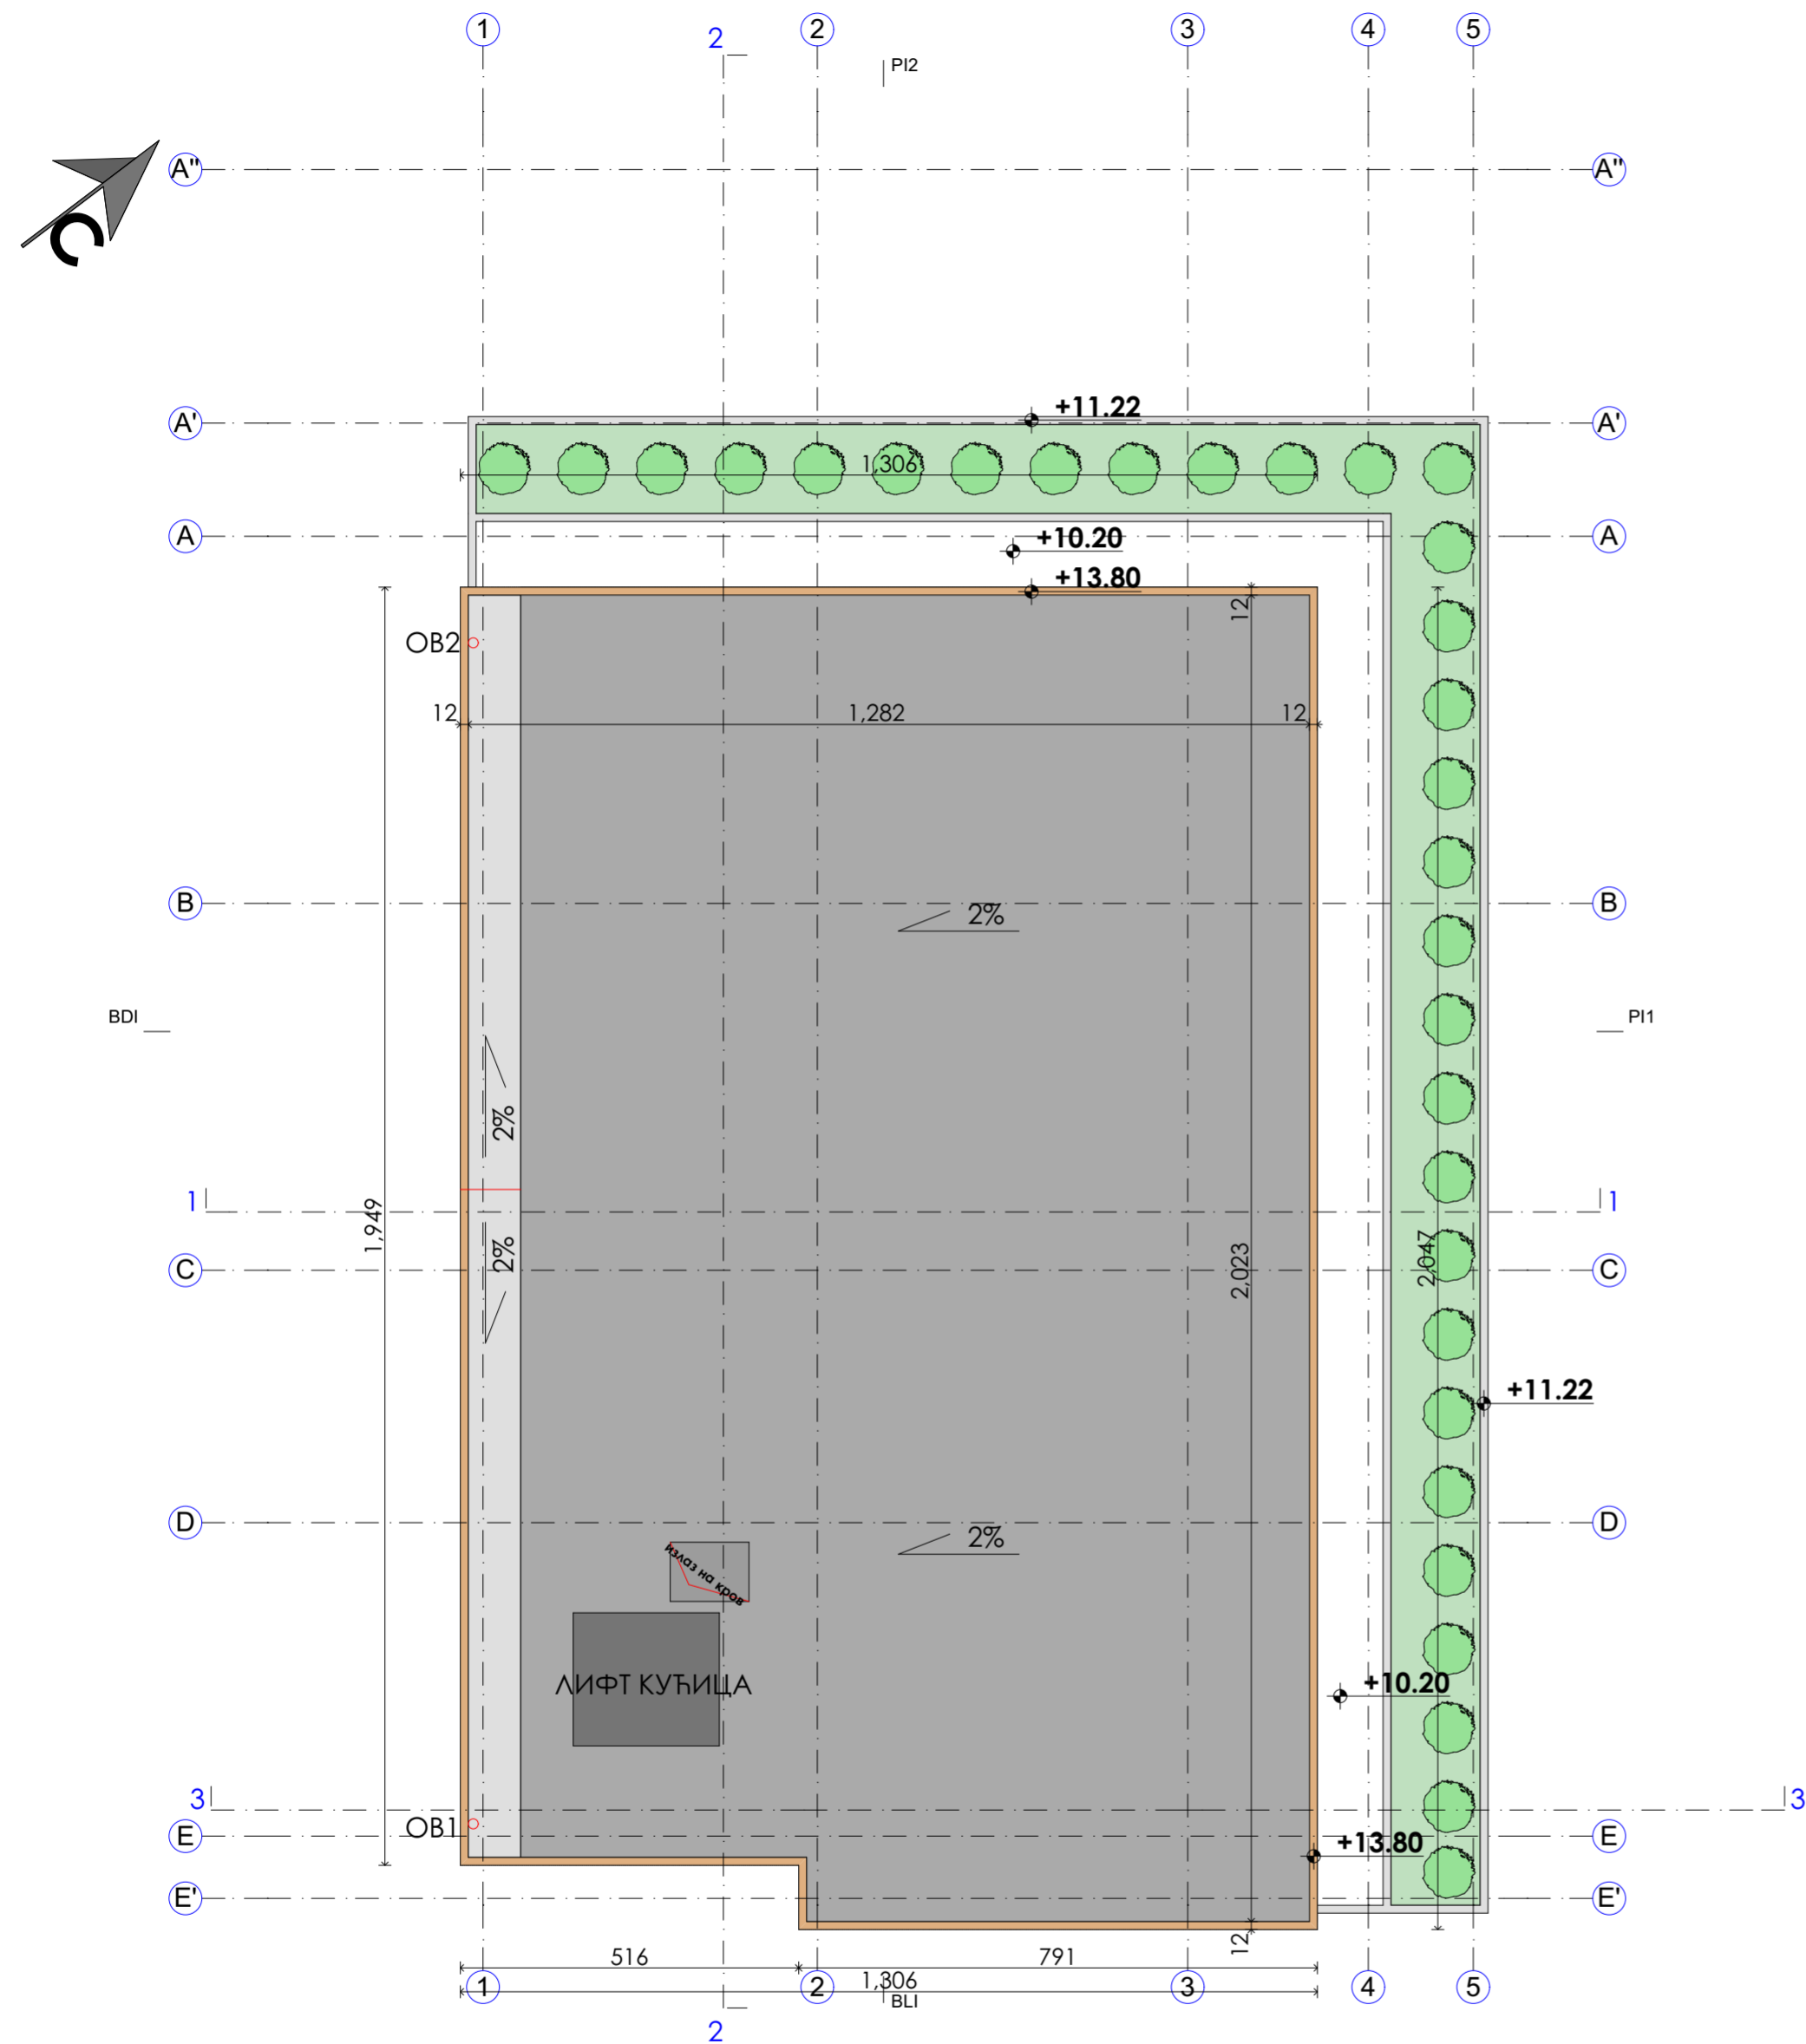 1 2 3 4 5
2
PI2
A" A"
C
A' A'
+11.22
1,306
A A
+10.20
+13.80
12
OB2
12 1,282 12
B B
2%
BDI PI1
2%
1 1
1,949
2%
2,023
2,047
C C
+11.22
D D
2%
излаз на кров
ЛИФТ КУЋИЦА
+10.20
3 3
OB1
E E
+13.80
E' E'
12
516 791
1,306
1 2 3 4 5
BLI
2